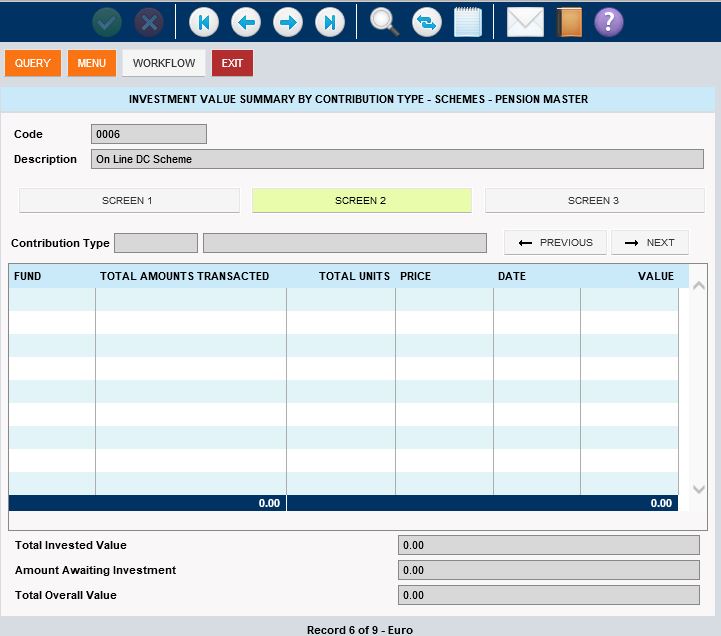 ?
QUERY MENU WORKFLOW EXIT
INVESTMENT VALUE SUMMARY BY CONTRIBUTION TYPE - SCHEMES - PENSION MASTER
Code 0006
Description On Line DC Scheme
SCREEN 1 SCREEN 2 SCREEN 3
Contribution Type PREVIOUS NEXT
FUND TOTAL AMOUNTS TRANSACTED TOTAL UNITS PRICE DATE VALUE
0.00 0.00
Total Invested Value 0.00
Amount Awaiting Investment 0.00
Total Overall Value 0.00
Record 6 of 9 - Euro